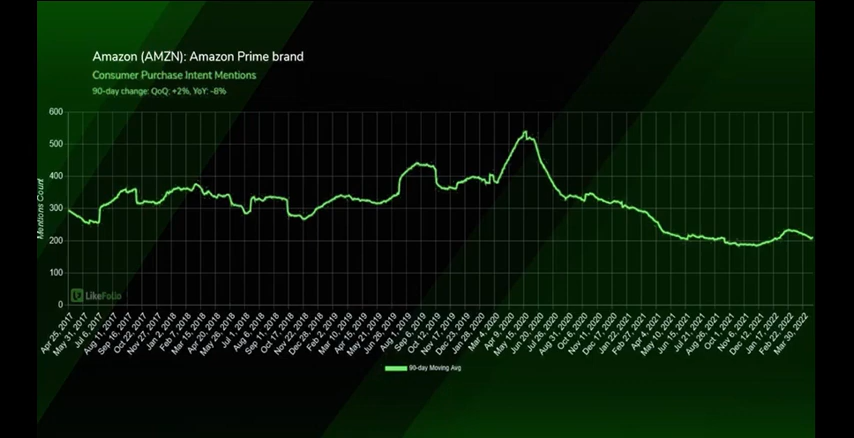 Amazon (AMZN): Amazon Prime brand
Consumer Purchase Intent Mentions
90-day change: QoQ: +2%, YoY: -8%
600
500
400
300
200
100
0
Mentions Count
LikeFolio
Apr 25, 2017
May 31, 2017
Jul 6, 2017
Aug 11, 2017
Sep 16, 2017
Oct 22, 2017
Nov 27, 2017
Jan 2, 2018
Feb 7, 2018
Mar 15, 2018
Apr 20, 2018
May 26, 2018
Jul 1, 2018
Aug 6, 2018
Sep 11, 2018
Oct 17, 2018
Nov 22, 2018
Dec 28, 2018
Feb 2, 2019
Mar 10, 2019
Apr 15, 2019
May 21, 2019
Jun 26, 2019
Aug 1, 2019
Sep 6, 2019
Oct 12, 2019
Nov 17, 2019
Dec 23, 2019
Jan 28, 2020
Mar 4, 2020
Apr 9, 2020
May 15, 2020
Jun 20, 2020
Jul 26, 2020
Aug 31, 2020
Oct 6, 2020
Nov 11, 2020
Dec 17, 2020
Jan 22, 2021
Feb 27, 2021
Apr 4, 2021
May 10, 2021
Jun 15, 2021
Jul 21, 2021
Aug 26, 2021
Oct 1, 2021
Nov 6, 2021
Dec 12, 2021
Jan 17, 2022
Feb 22, 2022
Mar 30, 2022
90-day Moving Avg